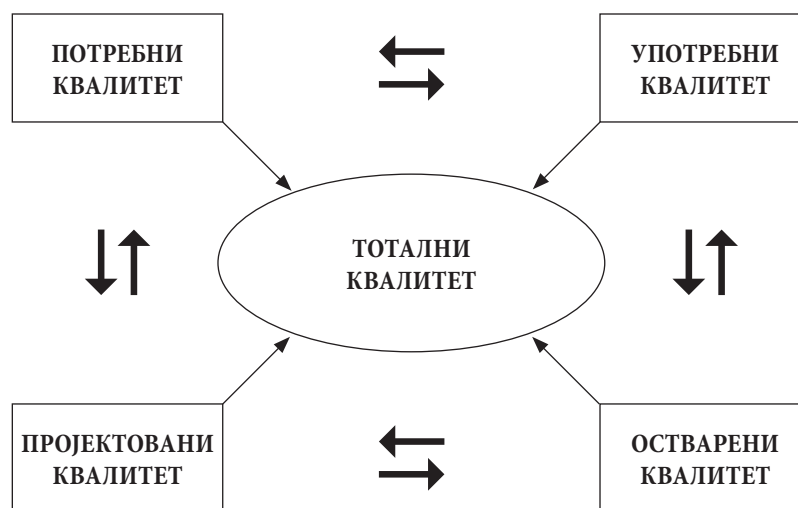 ПОТРЕБНИ
КВАЛИТЕТ
УПОТРЕБНИ
КВАЛИТЕТ
ТОТАЛНИ
КВАЛИТЕТ
ПРОЈЕКТОВАНИ
КВАЛИТЕТ
ОСТВАРЕНИ
КВАЛИТЕТ